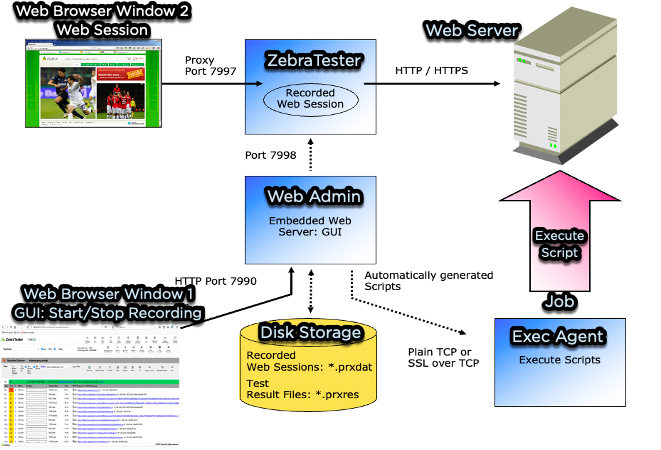 Web Browser Window 2
Web Session
Proxy
Port 7997
ZebraTester
Recorded
Web Session
HTTP / HTTPS
Web Server
Port 7998
Web Admin
Embedded Web
Server: GUI
Execute
Script
Job
HTTP Port 7990
Web Browser Window 1
GUI: Start/Stop Recording
Automatically generated
Scripts
Disk Storage
Recorded
Web Sessions: *.prxdat
Test
Result Files: *.prxres
Plain TCP or
SSL over TCP
Exec Agent
Execute Scripts
ZebraTester